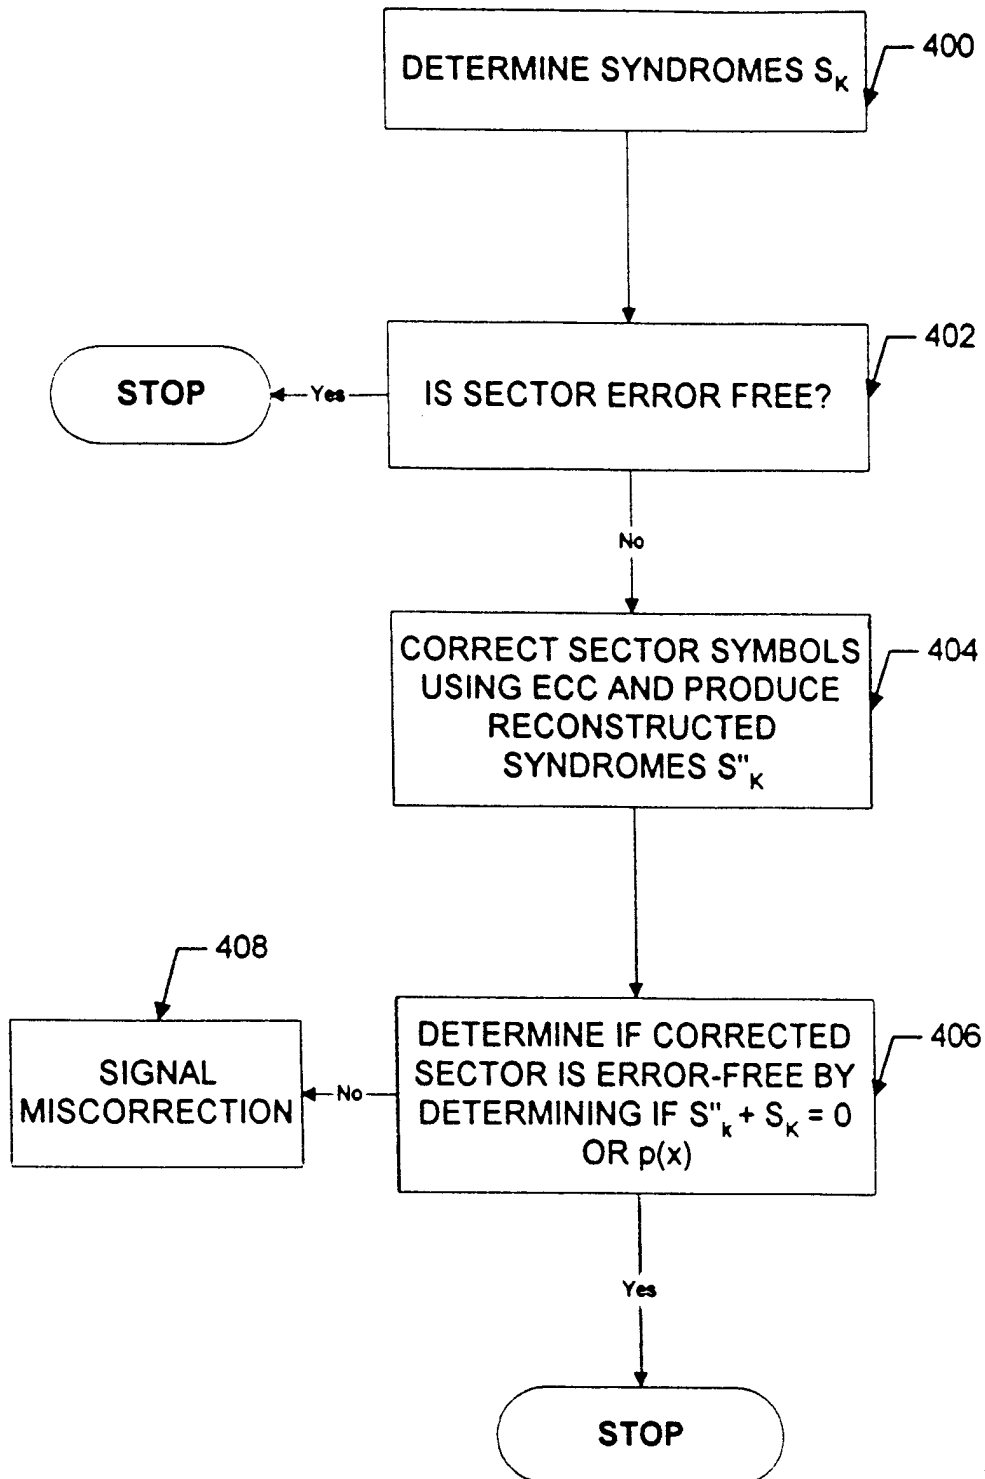 DETERMINE SYNDROMES S_K
400
402
IS SECTOR ERROR FREE?
Yes
STOP
No
CORRECT SECTOR SYMBOLS
USING ECC AND PRODUCE
RECONSTRUCTED
SYNDROMES S"_K
404
408
SIGNAL
MISCORRECTION
No
DETERMINE IF CORRECTED
SECTOR IS ERROR-FREE BY
DETERMINING IF S"_k + S_K = 0
OR p(x)
406
Yes
STOP